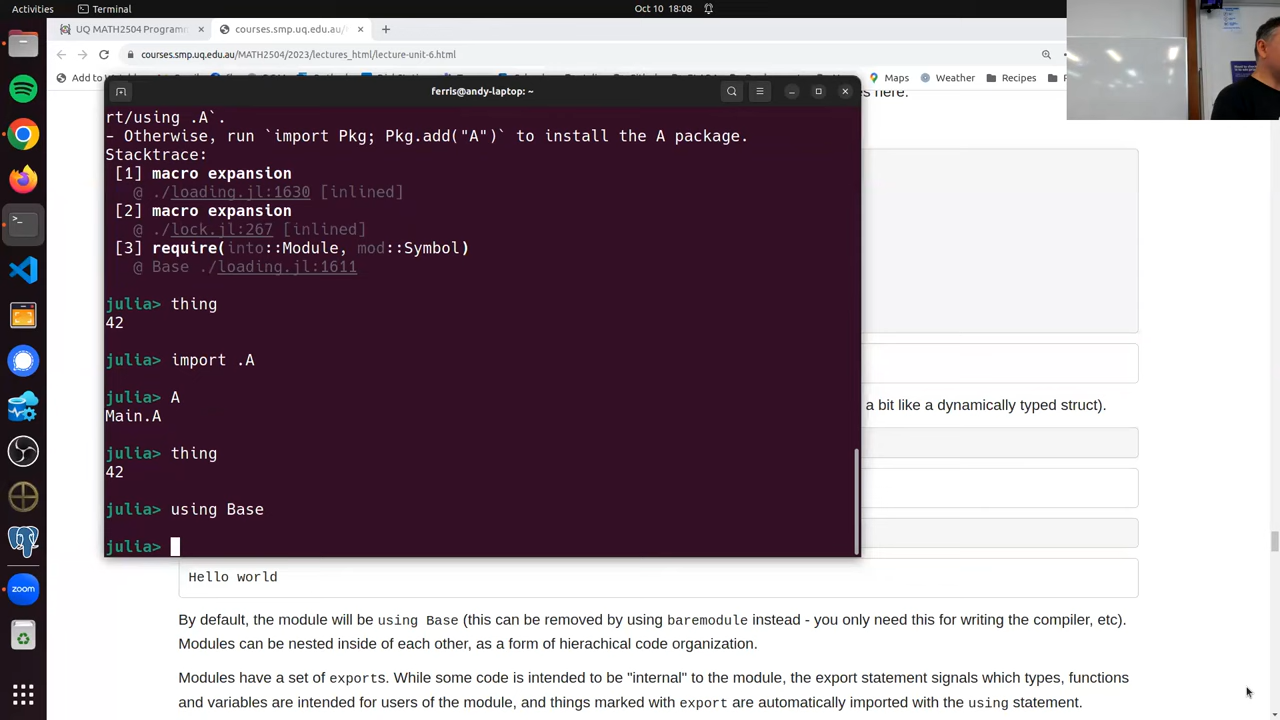 Activities
Terminal
Oct 10 18:08
UQ MATH2504 Programm
courses.smp.uq.edu.au/
courses.smp.uq.edu.au/MATH2504/2023/lectures_html/lecture-unit-6.html
Maps
Weather
Recipes
ferris@andy-laptop: ~
rt/using .A`.
- Otherwise, run `import Pkg; Pkg.add("A")` to install the A package.
Stacktrace:
[1] macro expansion
@ ./loading.jl:1630 [inlined]
[2] macro expansion
@ ./lock.jl:267 [inlined]
[3] require(into::Module, mod::Symbol)
@ Base ./loading.jl:1611
julia> thing
42
julia> import .A
julia> A
Main.A
julia> thing
42
julia> using Base
julia>
here.
a bit like a dynamically typed struct).
Hello world
By default, the module will be using Base (this can be removed by using baremodule instead - you only need this for writing the compiler, etc).
Modules can be nested inside of each other, as a form of hierachical code organization.
Modules have a set of exports. While some code is intended to be "internal" to the module, the export statement signals which types, functions
and variables are intended for users of the module, and things marked with export are automatically imported with the using statement.
zoom